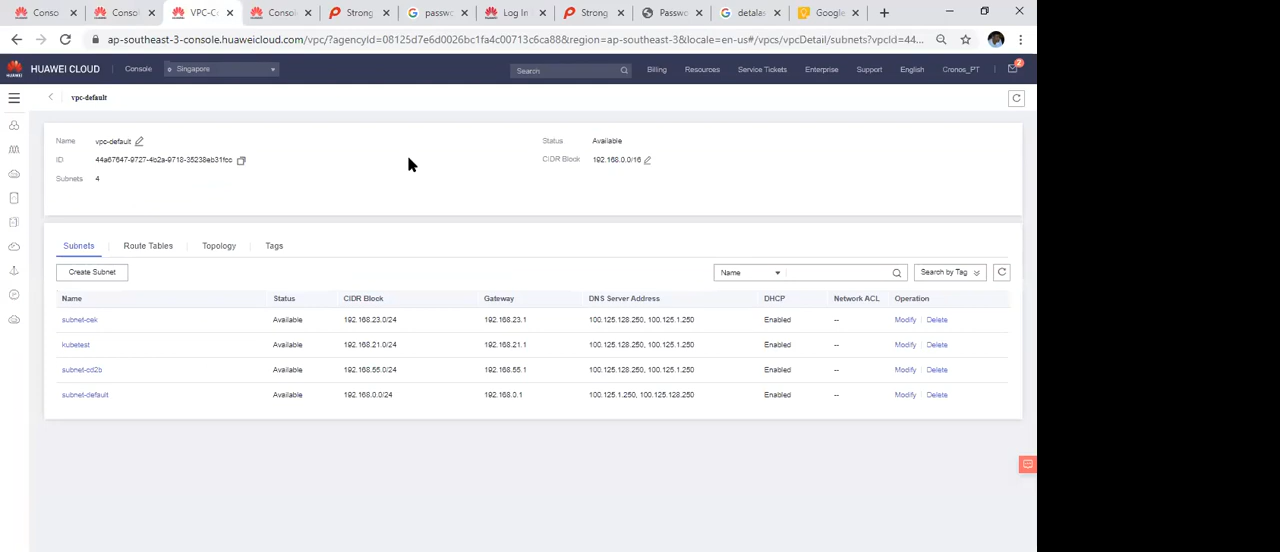 Conso
Consol
VPC-Co
Consol
Strong
passwo
Log In
Strong
Passwo
detalas
Google
ap-southeast-3-console.huaweicloud.com/vpc/?agencyId=08125d7e6d0026bc1fa4c00713c6ca88&region=ap-southeast-3&locale=en-us#/vpcs/vpcDetail/subnets?vpcId=44...
HUAWEI CLOUD Console Singapore Search Billing Resources Service Tickets Enterprise Support English Cronos_PT 2
vpc-default
Name vpc-default Status Available
ID 44a67647-9727-4b2a-9718-35238eb31fcc CIDR Block 192.168.0.0/16
Subnets 4
Subnets Route Tables Topology Tags
Create Subnet Name Search by Tag
Name Status CIDR Block Gateway DNS Server Address DHCP Network ACL Operation
subnet-cek Available 192.168.23.0/24 192.168.23.1 100.125.128.250, 100.125.1.250 Enabled -- Modify Delete
kubetest Available 192.168.21.0/24 192.168.21.1 100.125.128.250, 100.125.1.250 Enabled -- Modify Delete
subnet-cd2b Available 192.168.55.0/24 192.168.55.1 100.125.128.250, 100.125.1.250 Enabled -- Modify Delete
subnet-default Available 192.168.0.0/24 192.168.0.1 100.125.1.250, 100.125.128.250 Enabled -- Modify Delete